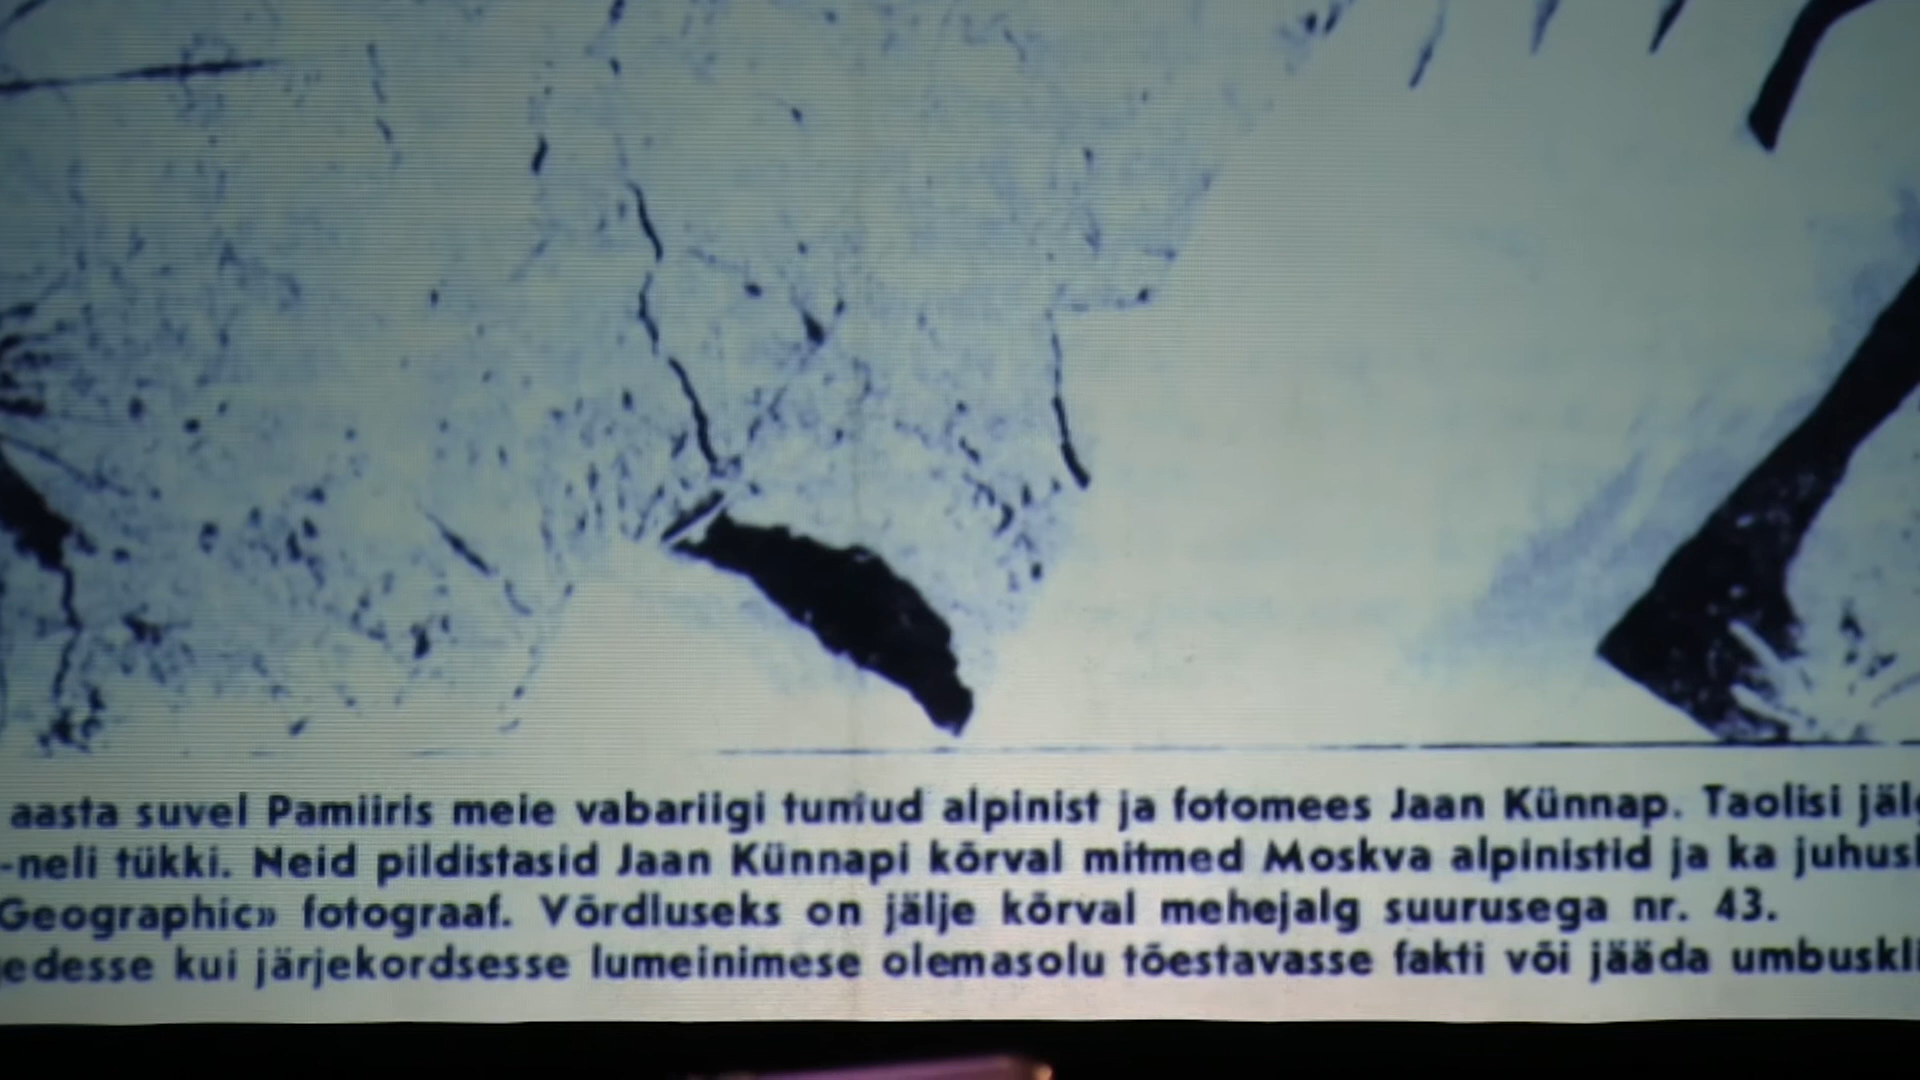 aasta suvel Pamiiris meie vabariigi tuntud alpinist ja fotomees Jaan Künnap. Taolisi
-neli tükki. Neid pildistasid Jaan Künnapi kõrval mitmed Moskva alpinistid ja ka
Geographic» fotograaf. Võrdluseks on jälje kõrval mehejalg suurusega nr. 43.
kui järjekordsesse lumeinimese olemasolu tõestavasse fakti või jääda